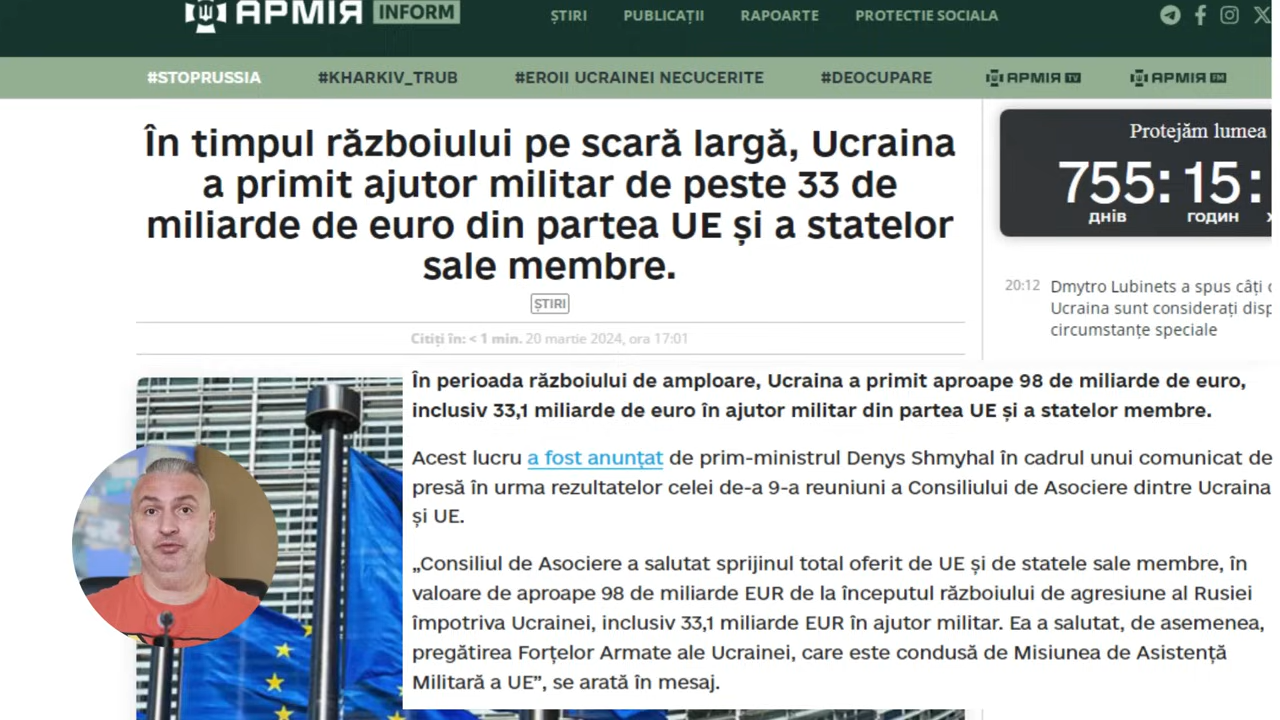 АРМІЯ INFORM
ȘTIRI PUBLICAȚII RAPOARTE PROTECTIE SOCIALA
#STOPRUSSIA #KHARKIV_TRUB #EROII UCRAINEI NECUCERITE #DEOCUPARE АРМІЯ TV АРМІЯ FM
În timpul războiului pe scară largă, Ucraina
a primit ajutor militar de peste 33 de
miliarde de euro din partea UE și a statelor
sale membre.
ȘTIRI
Citiți în: < 1 min. 20 martie 2024, ora 17:01
Protejăm lumea
755: 15 :
днів годин
20:12 Dmytro Lubinets a spus câți
Ucraina sunt considerați
circumstanțe speciale
În perioada războiului de amploare, Ucraina a primit aproape 98 de miliarde de euro,
inclusiv 33,1 miliarde de euro în ajutor militar din partea UE și a statelor membre.
Acest lucru a fost anunțat de prim-ministrul Denys Shmyhal în cadrul unui comunicat de
presă în urma rezultatelor celei de-a 9-a reuniuni a Consiliului de Asociere dintre Ucraina
și UE.
„Consiliul de Asociere a salutat sprijinul total oferit de UE și de statele sale membre, în
valoare de aproape 98 de miliarde EUR de la începutul războiului de agresiune al Rusiei
împotriva Ucrainei, inclusiv 33,1 miliarde EUR în ajutor militar. Ea a salutat, de asemenea,
pregătirea Forțelor Armate ale Ucrainei, care este condusă de Misiunea de Asistență
Militară a UE”, se arată în mesaj.